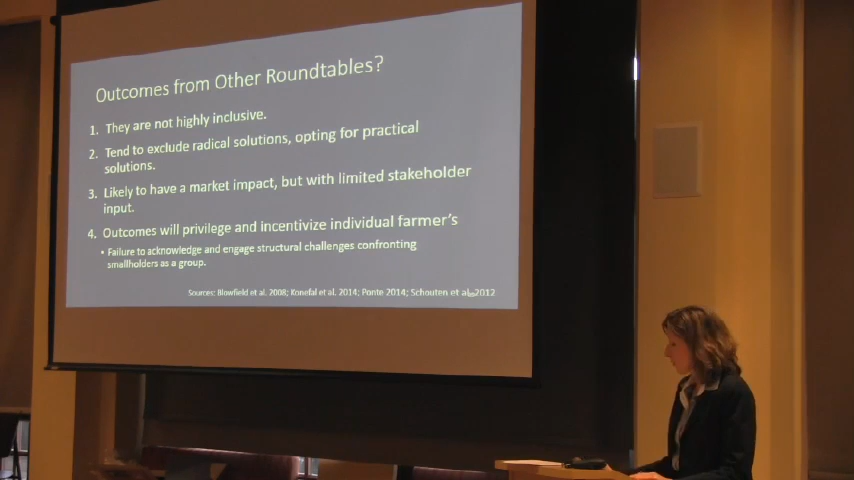 Outcomes from Other Roundtables?
1. They are not highly inclusive.
2. Tend to exclude radical solutions, opting for practical
solutions.
3. Likely to have a market impact, but with limited stakeholder
input.
4. Outcomes will privilege and incentivize individual farmer's
• Failure to acknowledge and engage structural challenges confronting
smallholders as a group.
Sources: Blowfield et al. 2008; Konefal et al. 2014; Ponte 2014; Schouten et al. 2012